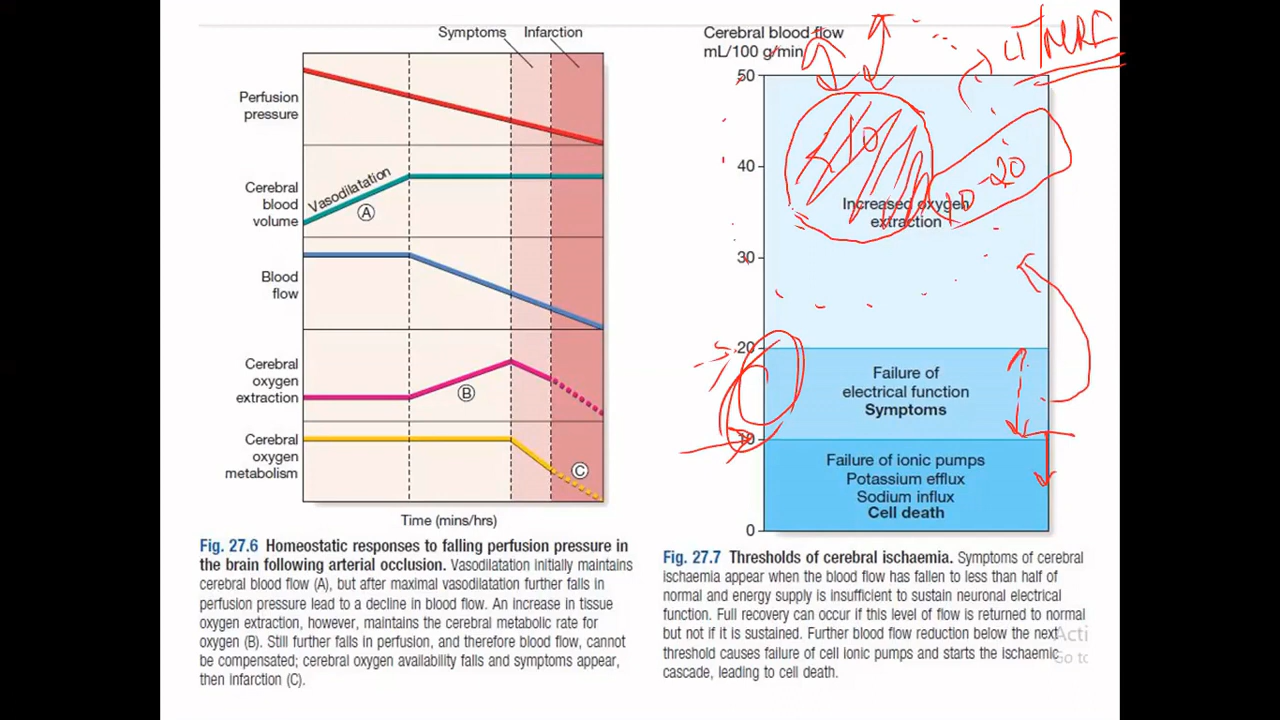 Symptoms Infarction
Perfusion
pressure
Cerebral
blood
volume
Vasodilatation
A
Blood
flow
Cerebral
oxygen
extraction
B
Cerebral
oxygen
metabolism
C
Time (mins/hrs)
Fig. 27.6 Homeostatic responses to falling perfusion pressure in
the brain following arterial occlusion. Vasodilatation initially maintains
cerebral blood flow (A), but after maximal vasodilatation further falls in
perfusion pressure lead to a decline in blood flow. An increase in tissue
oxygen extraction, however, maintains the cerebral metabolic rate for
oxygen (B). Still further falls in perfusion, and therefore blood flow, cannot
be compensated; cerebral oxygen availability falls and symptoms appear,
then infarction (C).
Cerebral blood flow
mL/100 g/min
50
40
30
20
10
0
10
10-20
Increased oxygen
extraction
Failure of
electrical function
Symptoms
Failure of ionic pumps
Potassium efflux
Sodium influx
Cell death
Fig. 27.7 Thresholds of cerebral ischaemia. Symptoms of cerebral
ischaemia appear when the blood flow has fallen to less than half of
normal and energy supply is insufficient to sustain neuronal electrical
function. Full recovery can occur if this level of flow is returned to normal
but not if it is sustained. Further blood flow reduction below the next
threshold causes failure of cell ionic pumps and starts the ischaemic
cascade, leading to cell death.
Acti
Go to